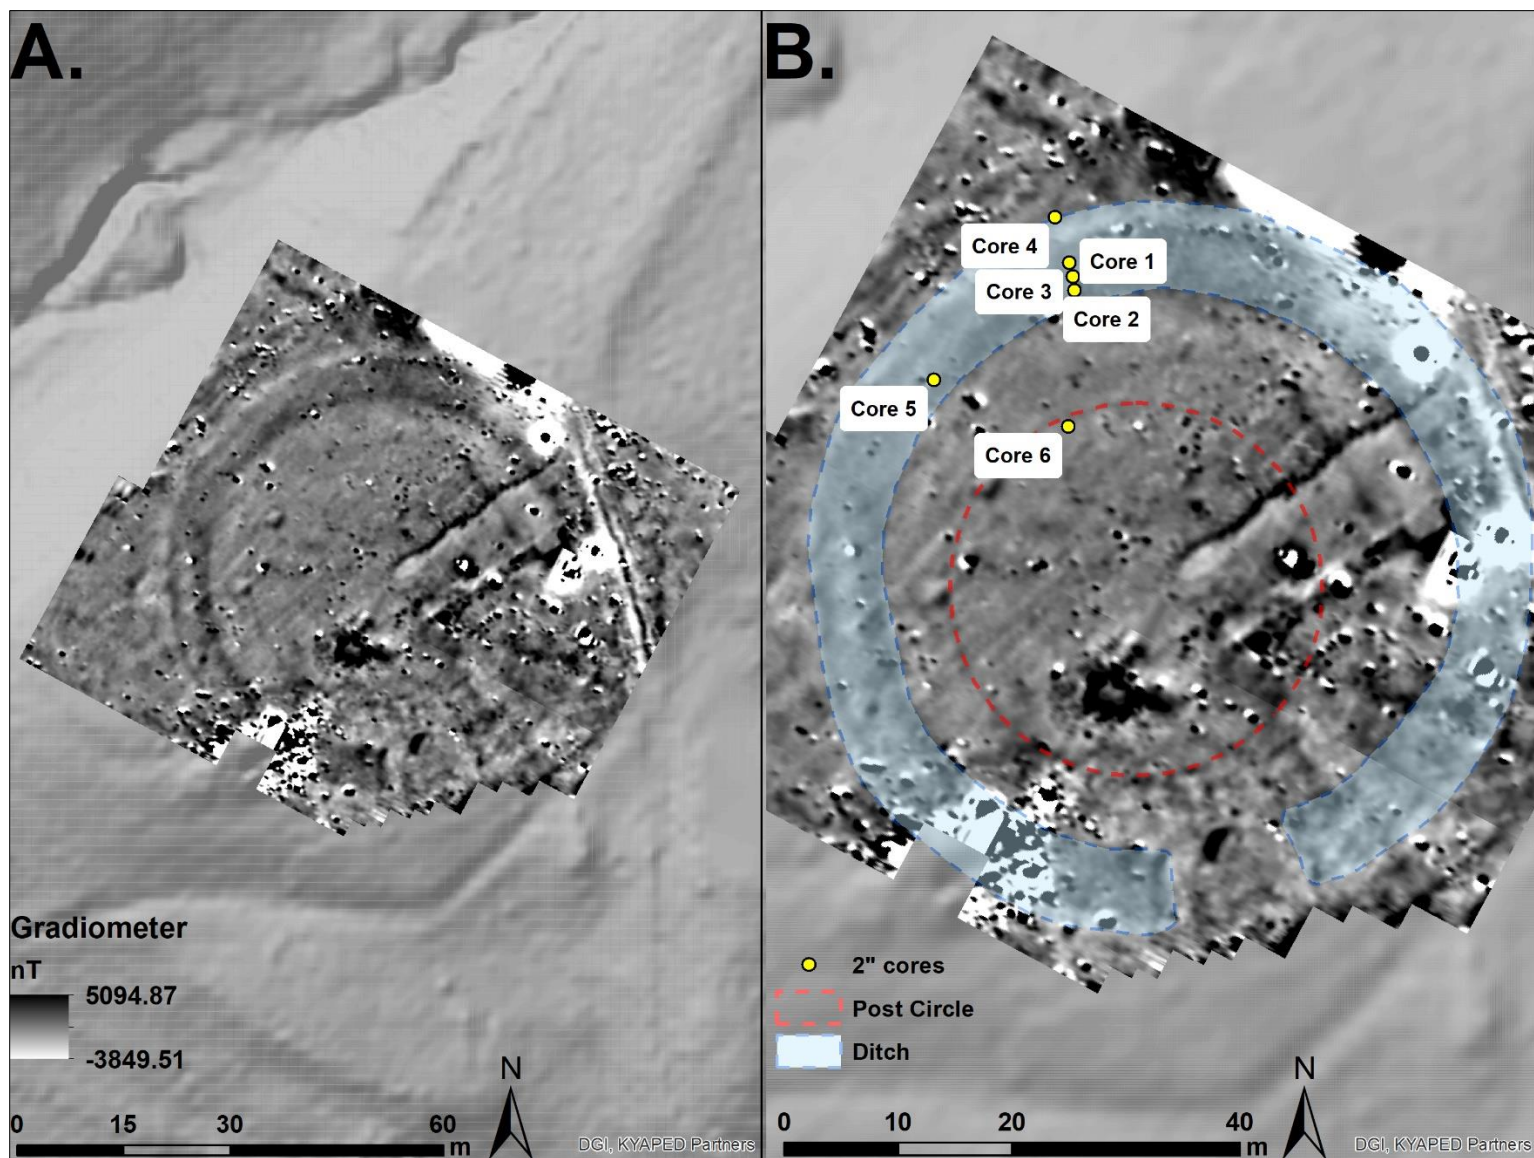 A.
Gradiometer
nT
5094.87
-3849.51
0 15 30 60
m
N
DGI, KYAPED Partners
B.
Core 4
Core 1
Core 3
Core 2
Core 5
Core 6
2" cores
Post Circle
Ditch
0 10 20 40
m
N
DGI, KYAPED Partners